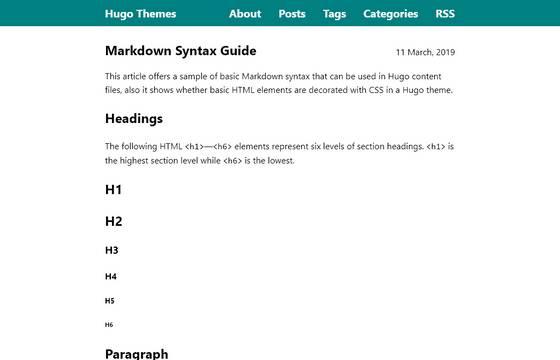 Hugo Themes About Posts Tags Categories RSS
Markdown Syntax Guide 11 March, 2019
This article offers a sample of basic Markdown syntax that can be used in Hugo content
files, also it shows whether basic HTML elements are decorated with CSS in a Hugo theme.
Headings
The following HTML <h1>—<h6> elements represent six levels of section headings. <h1> is
the highest section level while <h6> is the lowest.
H1
H2
H3
H4
H5
H6
Paragraph